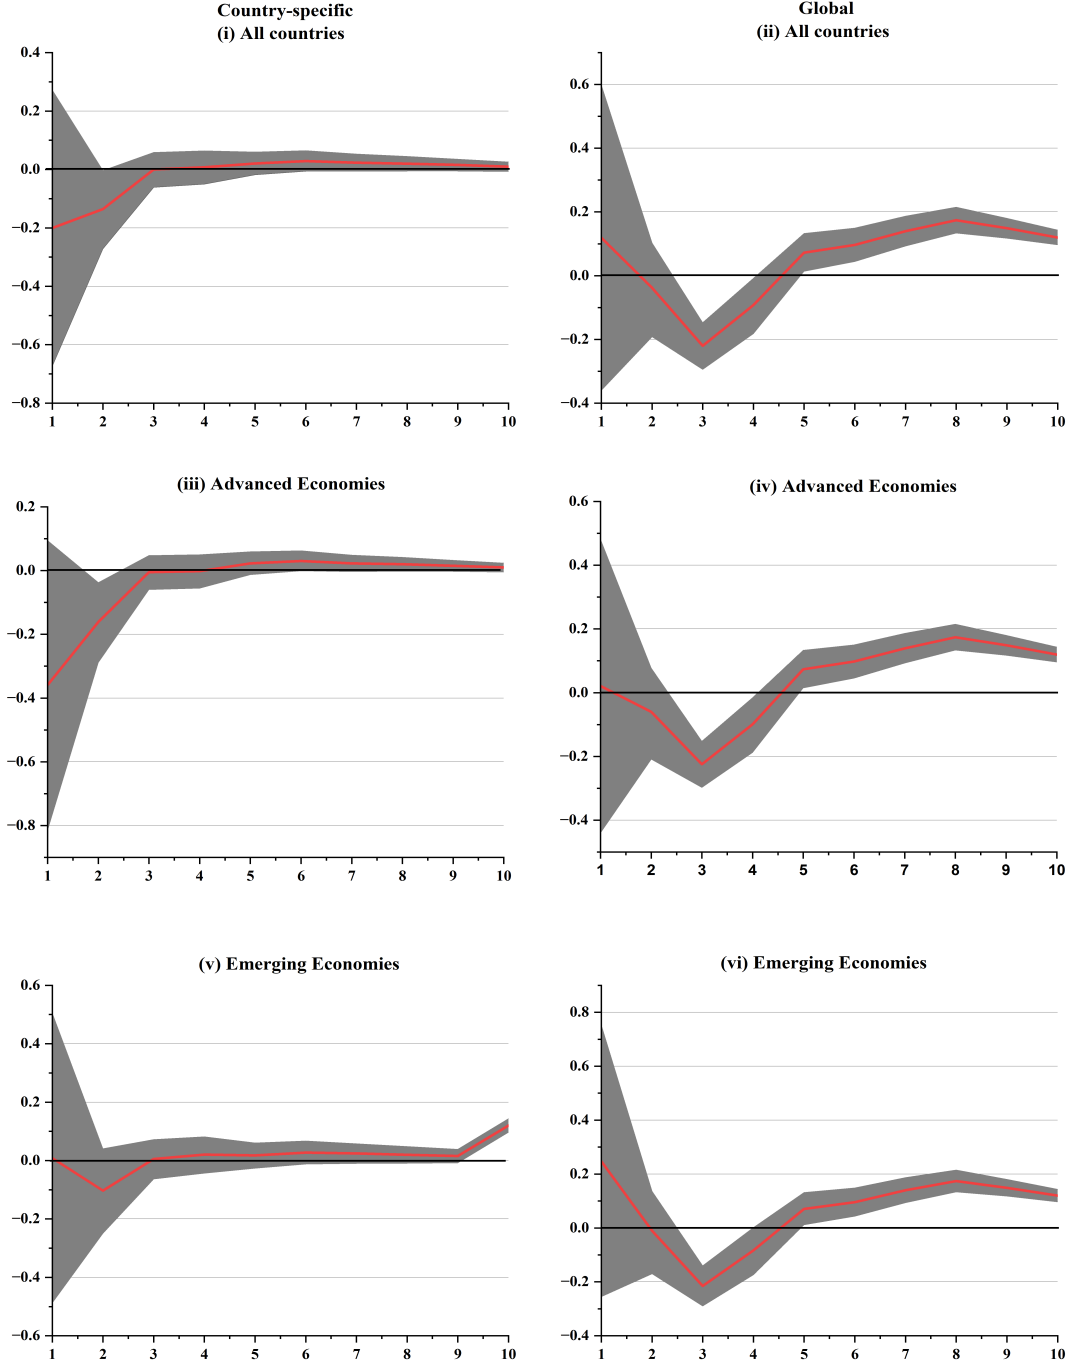 Country-specific
(i) All countries
0.4
0.2
0.0
−0.2
−0.4
−0.6
−0.8
1 2 3 4 5 6 7 8 9 10
Global
(ii) All countries
0.6
0.4
0.2
0.0
−0.2
−0.4
1 2 3 4 5 6 7 8 9 10
(iii) Advanced Economies
0.2
0.0
−0.2
−0.4
−0.6
−0.8
1 2 3 4 5 6 7 8 9 10
(iv) Advanced Economies
0.6
0.4
0.2
0.0
−0.2
−0.4
1 2 3 4 5 6 7 8 9 10
(v) Emerging Economies
0.6
0.4
0.2
0.0
−0.2
−0.4
−0.6
1 2 3 4 5 6 7 8 9 10
(vi) Emerging Economies
0.8
0.6
0.4
0.2
0.0
−0.2
−0.4
1 2 3 4 5 6 7 8 9 10